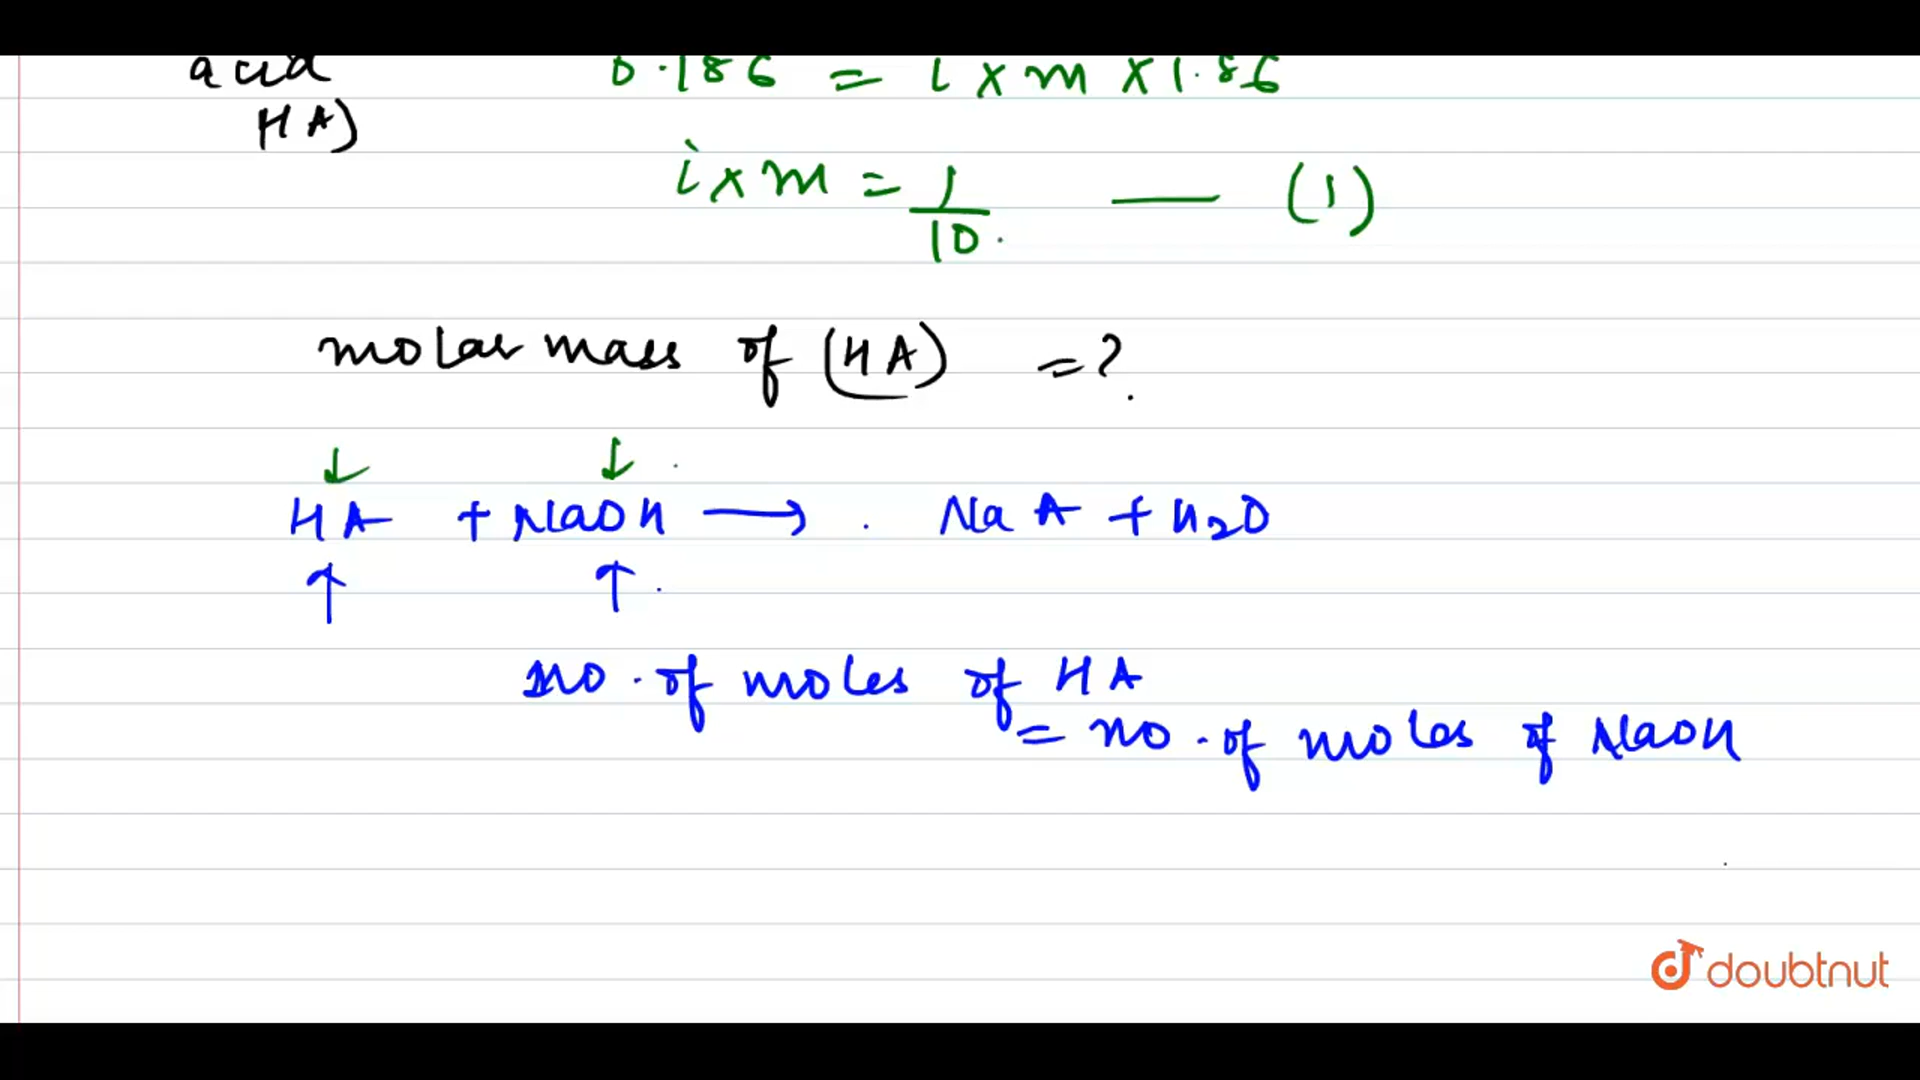 acid
0.186 = i x m x 1.86
HA)
i x m = 1/10. — (1)
molar mass of (HA) = ?
HA + NaOH → NaA + H2O
no. of moles of HA
= no. of moles of NaOH
doubtnut